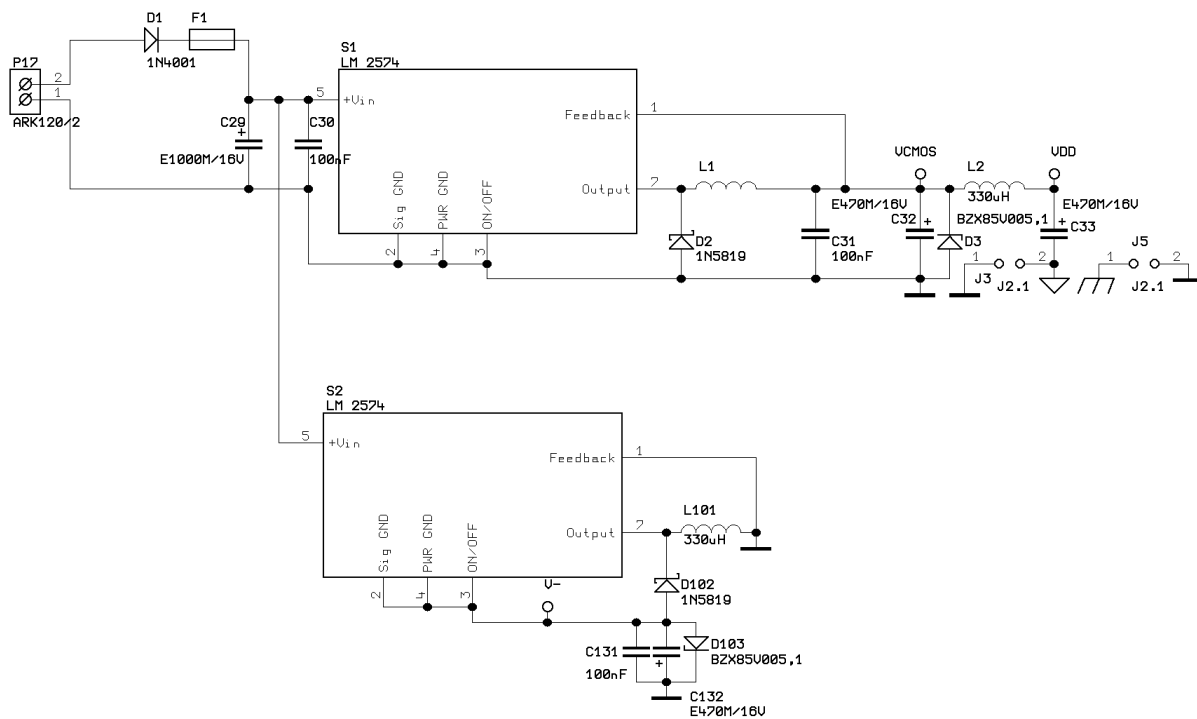 D1
F1
1N4001
P17
2
1
ARK120/2
S1
LM 2574
5
+Vin
Feedback
1
C29
+
E1000M/16V
C30
100nF
Sig GND
PWR GND
ON/OFF
Output
7
2
4
3
L1
D2
1N5819
C31
100nF
VCMOS
E470M/16V
C32
+
L2
330uH
BZX85V005,1
D3
VDD
E470M/16V
+
C33
1
2
J3
J2.1
J5
1
2
J2.1
S2
LM 2574
5
+Vin
Feedback
1
Sig GND
PWR GND
ON/OFF
Output
7
2
4
3
L101
330uH
V-
D102
1N5819
C131
100nF
+
D103
BZX85V005,1
C132
E470M/16V